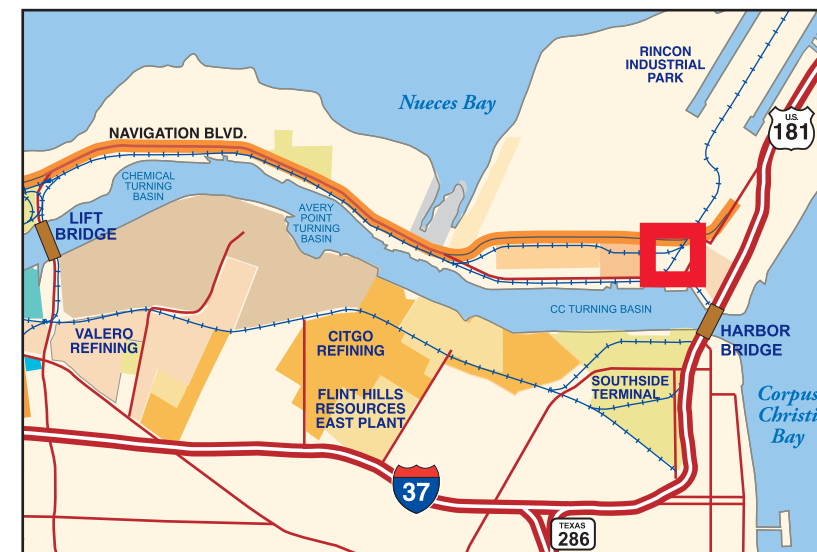 RINCON
INDUSTRIAL
PARK
Nueces Bay
U.S.
181
NAVIGATION BLVD.
CHEMICAL
TURNING
BASIN
AVERY
POINT
TURNING
BASIN
LIFT
BRIDGE
CC TURNING BASIN
VALERO
REFINING
CITGO
REFINING
HARBOR
BRIDGE
FLINT HILLS
RESOURCES
EAST PLANT
SOUTHSIDE
TERMINAL
Corpus
Christi
Bay
37
TEXAS
286